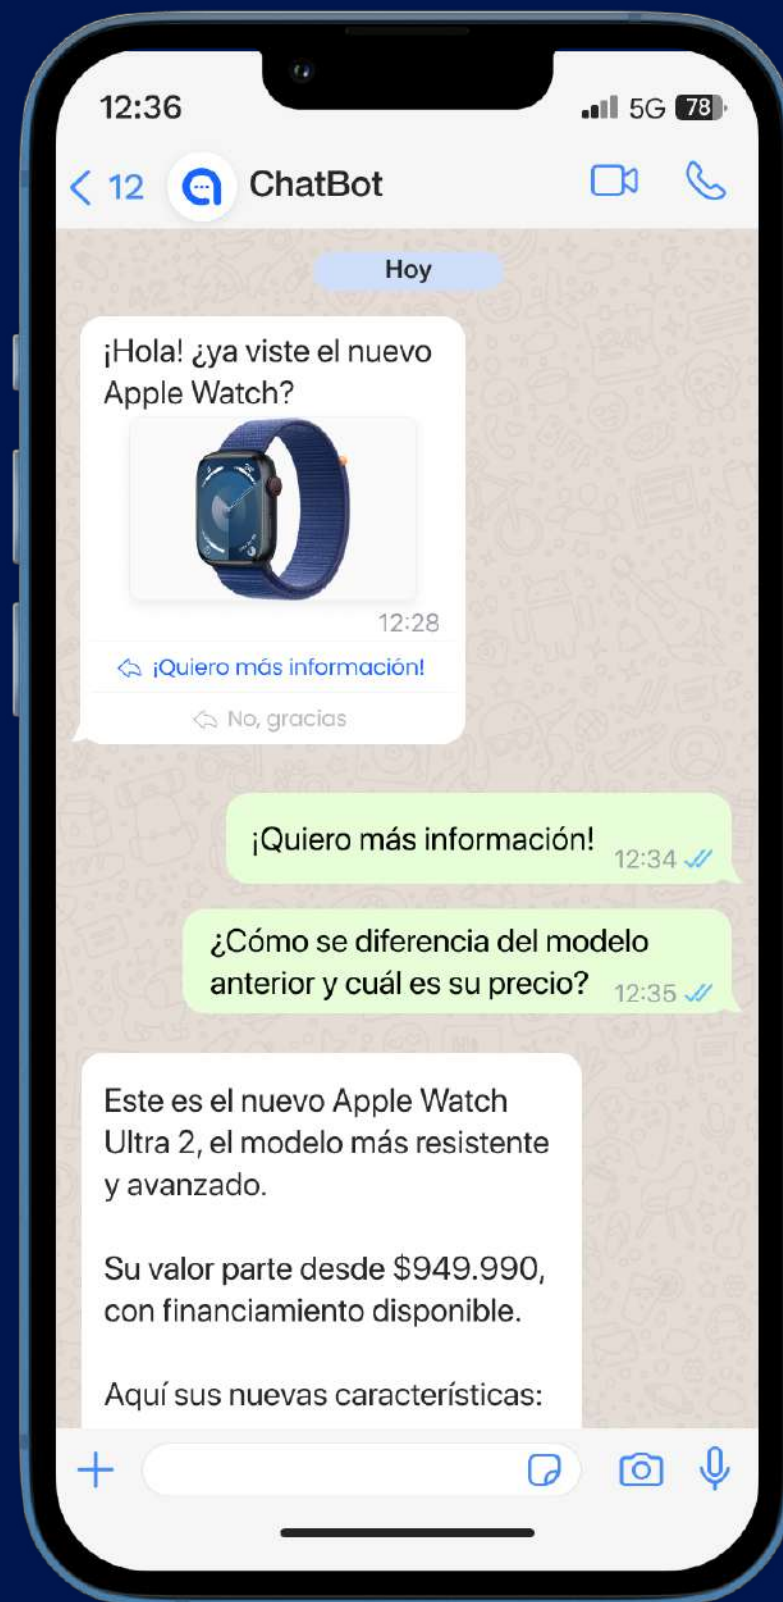 12:36
5G 78
12
ChatBot
Hoy
¡Hola! ¿ya viste el nuevo
Apple Watch?
12:28
¡Quiero más información!
No, gracias
¡Quiero más información!
12:34
¿Cómo se diferencia del modelo
anterior y cuál es su precio?
12:35
Este es el nuevo Apple Watch
Ultra 2, el modelo más resistente
y avanzado.
Su valor parte desde $949.990,
con financiamiento disponible.
Aquí sus nuevas características: